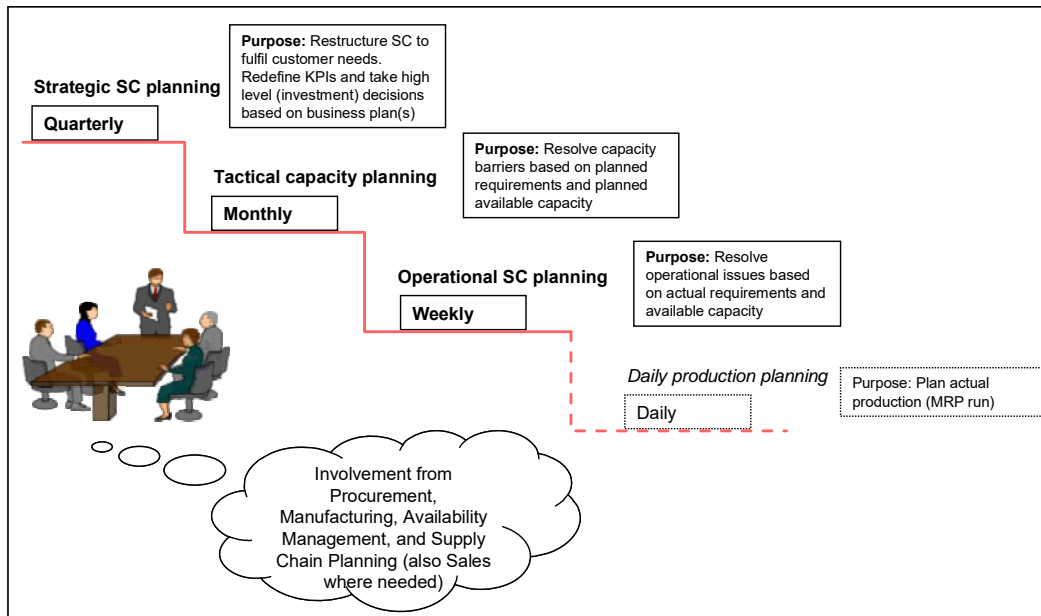 Purpose: Restructure SC to
fulfil customer needs.
Redefine KPIs and take high
level (investment) decisions
based on business plan(s)
Strategic SC planning
Quarterly
Purpose: Resolve capacity
barriers based on planned
requirements and planned
available capacity
Tactical capacity planning
Monthly
Purpose: Resolve
operational issues based
on actual requirements and
available capacity
Operational SC planning
Weekly
Daily production planning
Daily
Purpose: Plan actual
production (MRP run)
Involvement from
Procurement,
Manufacturing, Availability
Management, and Supply
Chain Planning (also Sales
where needed)